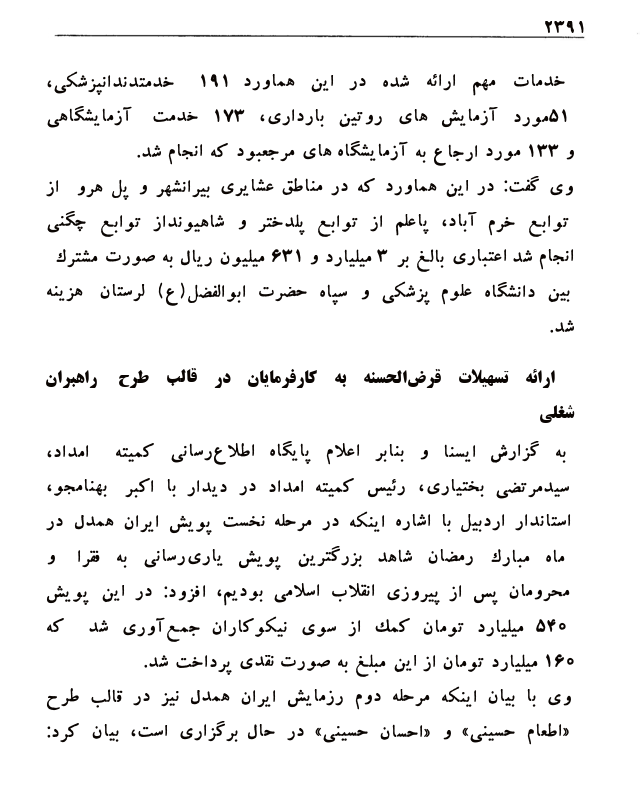 ۲۳۹۱
خدمات مهم ارائه شده در این هماورد ۱۹۱ خدمتدندانپزشکی،
۵۱مورد آزمایش های روتین بارداری، ۱۷۳ خدمت آزمایشگاهی
و ۱۳۳ مورد ارجاع به آزمایشگاه های مرجعبود که انجام شد.
وی گفت: در این هماورد که در مناطق عشایری بیرانشهر و پل هرو از
توابع خرم آباد، پاعلم از توابع پلدختر و شاهیونداز توابع چگنی
انجام شد اعتباری بالغ بر ۳ میلیارد و ۶۳۱ میلیون ریال به صورت مشترك
بین دانشگاه علوم پزشکی و سپاه حضرت ابوالفضل(ع) لرستان هزینه
شد.
ارائه تسهیلات قرض‌الحسنه به کارفرمایان در قالب طرح راهبران
شغلی
به گزارش ایسنا و بنابر اعلام پایگاه اطلاع‌رسانی کمیته امداد،
سیدمرتضی بختیاری، رئیس کمیته امداد در دیدار با اکبر بهنامجو،
استاندار اردبیل با اشاره اینکه در مرحله نخست پویش ایران همدل در
ماه مبارك رمضان شاهد بزرگترین پویش یاری‌رسانی به فقرا و
محرومان پس از پیروزی انقلاب اسلامی بودیم، افزود: در این پویش
۵۴۰ میلیارد تومان کمك از سوی نیکوکاران جمع‌آوری شد که
۱۶۰ میلیارد تومان از این مبلغ به صورت نقدی پرداخت شد.
وی با بیان اینکه مرحله دوم رزمایش ایران همدل نیز در قالب طرح
«اطعام حسینی» و «احسان حسینی» در حال برگزاری است، بیان کرد: